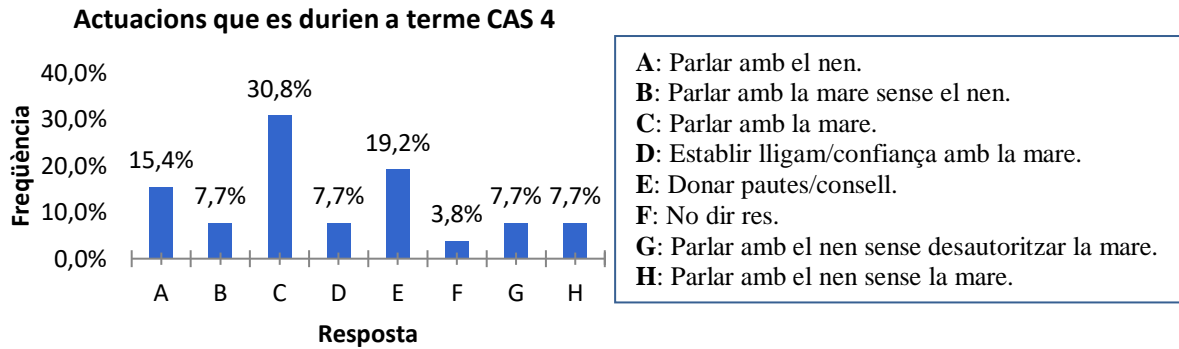 Actuacions que es durien a terme CAS 4
40,0%
30,0%
20,0%
10,0%
0,0%
Freqüència
15,4%
7,7%
30,8%
7,7%
19,2%
3,8%
7,7%
7,7%
A B C D E F G H
Resposta
A: Parlar amb el nen.
B: Parlar amb la mare sense el nen.
C: Parlar amb la mare.
D: Establir lligam/confiança amb la mare.
E: Donar pautes/consell.
F: No dir res.
G: Parlar amb el nen sense desautoritzar la mare.
H: Parlar amb el nen sense la mare.